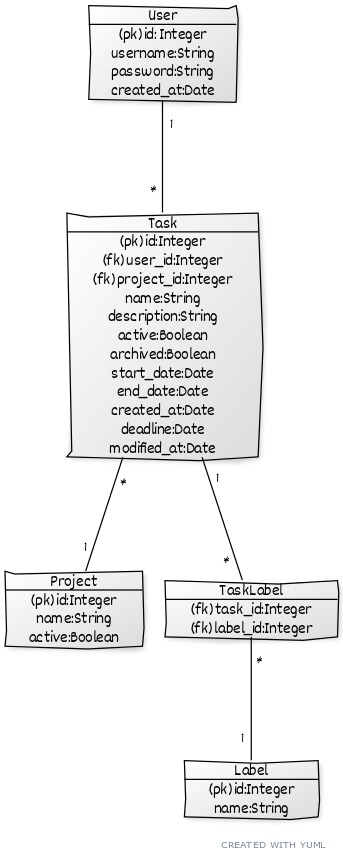 User
(pk)id: Integer
username:String
password:String
created_at:Date
1
*
Task
(pk)id:Integer
(fk)user_id:Integer
(fk)project_id:Integer
name:String
description:String
active:Boolean
archived:Boolean
start_date:Date
end_date:Date
created_at:Date
deadline:Date
modified_at:Date
*
1
1
*
Project
(pk)id:Integer
name:String
active:Boolean
TaskLabel
(fk)task_id:Integer
(fk)label_id:Integer
*
1
Label
(pk)id:Integer
name:String
CREATED WITH YUML